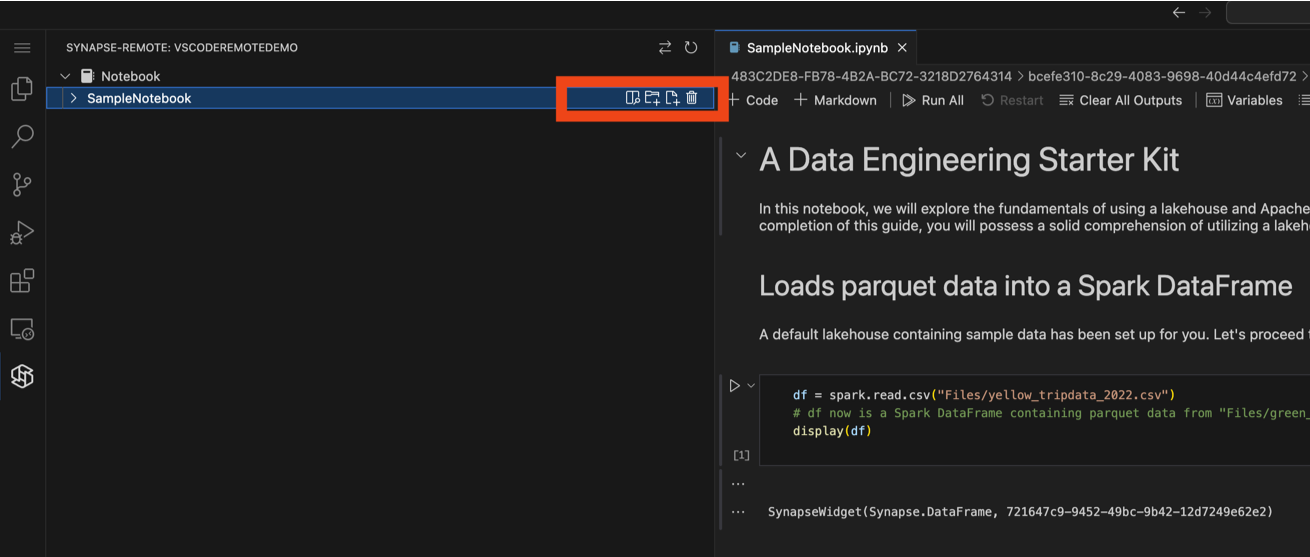 SYNAPSE-REMOTE: VSCODEREMOTEDEMO
Notebook
SampleNotebook
SampleNotebook.ipynb
483C2DE8-FB78-4B2A-BC72-3218D2764314 > bcefe310-8c29-4083-9698-40d44c4efd72 >
+ Code + Markdown Run All Restart Clear All Outputs Variables
A Data Engineering Starter Kit
In this notebook, we will explore the fundamentals of using a lakehouse and Apache
completion of this guide, you will possess a solid comprehension of utilizing a lakeh
Loads parquet data into a Spark DataFrame
A default lakehouse containing sample data has been set up for you. Let's proceed t
df = spark.read.csv("Files/yellow_tripdata_2022.csv")
# df now is a Spark DataFrame containing parquet data from "Files/green_
display(df)
[1]
...
... SynapseWidget(Synapse.DataFrame, 721647c9-9452-49bc-9b42-12d7249e62e2)